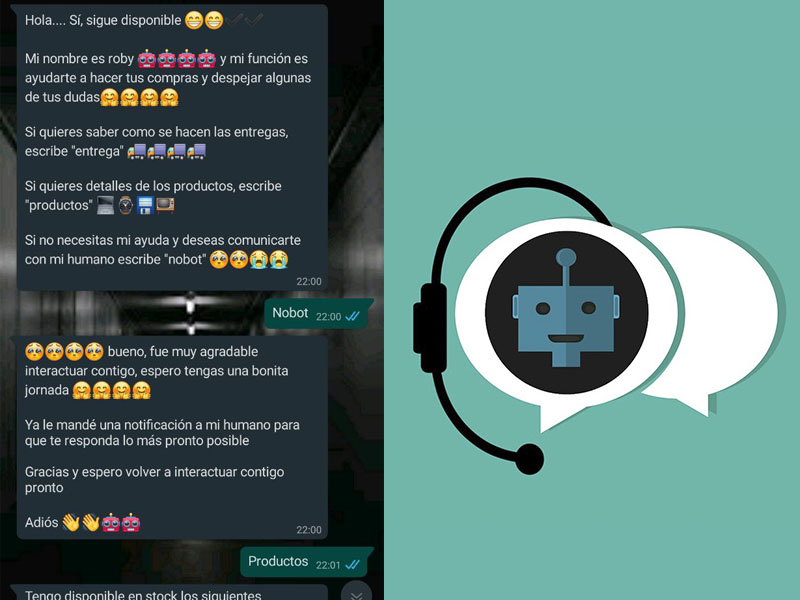 Hola.... Sí, sigue disponible 😁😁✔️✔️
Mi nombre es roby 🤖🤖🤖🤖 y mi función es
ayudarte a hacer tus compras y despejar algunas
de tus dudas🤗🤗🤗🤗
Si quieres saber como se hacen las entregas,
escribe "entrega" 🚚🚚🚚🚚
Si quieres detalles de los productos, escribe
"productos" 💻⌚💾📺
Si no necesitas mi ayuda y deseas comunicarte
con mi humano escribe "nobot" 🥺🥺😭😭
22:00
Nobot 22:00
🥺🥺🥺🥺 bueno, fue muy agradable
interactuar contigo, espero tengas una bonita
jornada 🤗🤗🤗🤗
Ya le mandé una notificación a mi humano para
que te responda lo más pronto posible
Gracias y espero volver a interactuar contigo
pronto
Adiós 👋👋🤖🤖
22:00
Productos 22:01
Tengo disponible en stock los siguientes